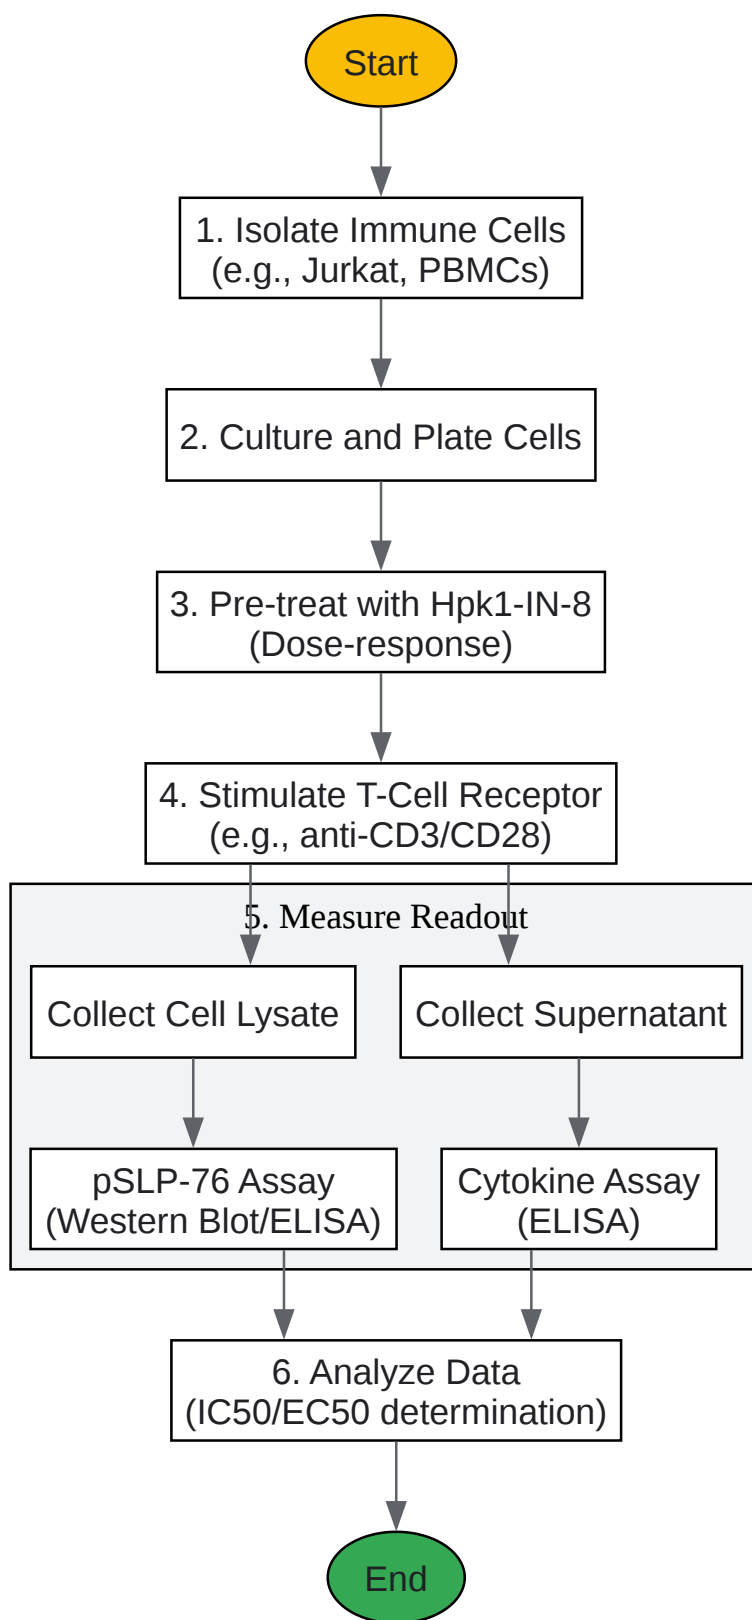 Start
1. Isolate Immune Cells
(e.g., Jurkat, PBMCs)
2. Culture and Plate Cells
3. Pre-treat with Hpk1-IN-8
(Dose-response)
4. Stimulate T-Cell Receptor
(e.g., anti-CD3/CD28)
5. Measure Readout
Collect Cell Lysate
Collect Supernatant
pSLP-76 Assay
(Western Blot/ELISA)
Cytokine Assay
(ELISA)
6. Analyze Data
(IC50/EC50 determination)
End